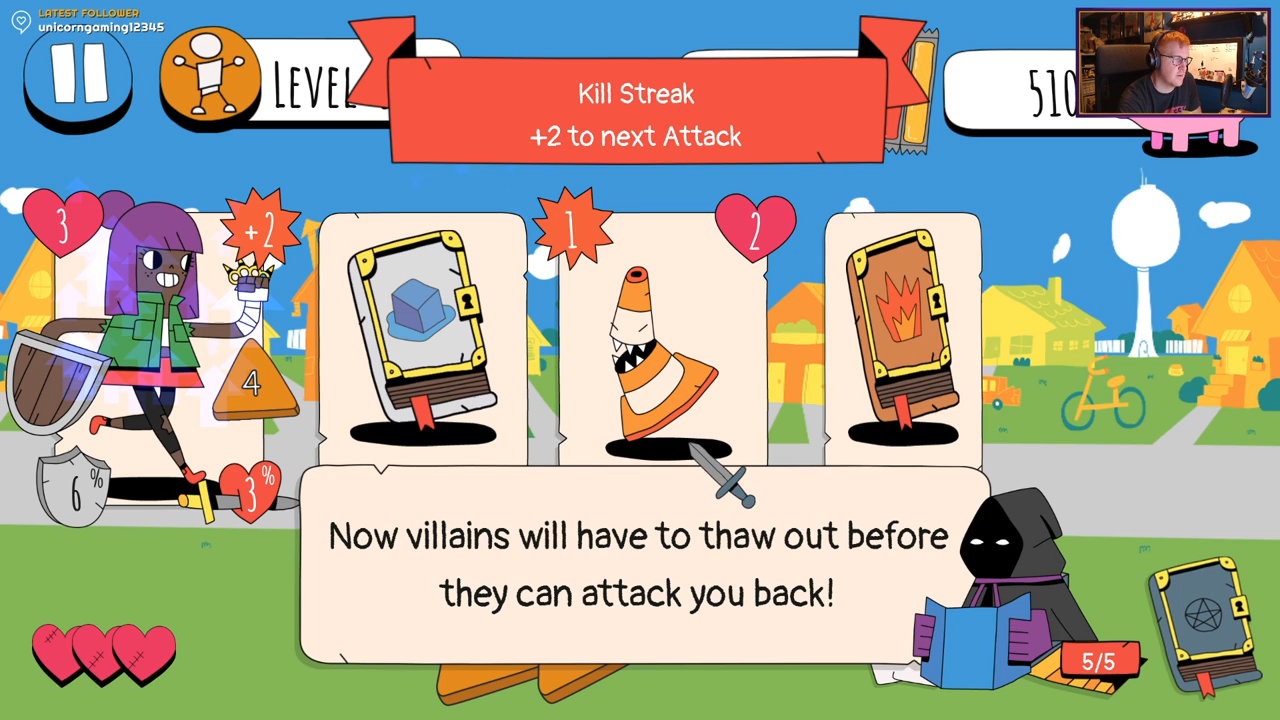 LATEST FOLLOWER
unicorngaming12345
LEVEL
510
Kill Streak
+2 to next Attack
3
+2
1
2
4
6%
3%
Now villains will have to thaw out before
they can attack you back!
5/5